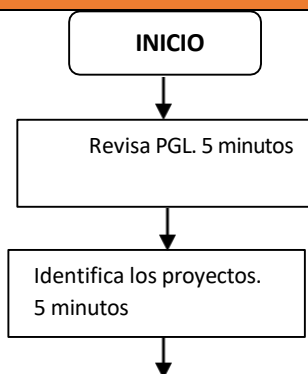 INICIO
Revisa PGL. 5 minutos
Identifica los proyectos.
5 minutos